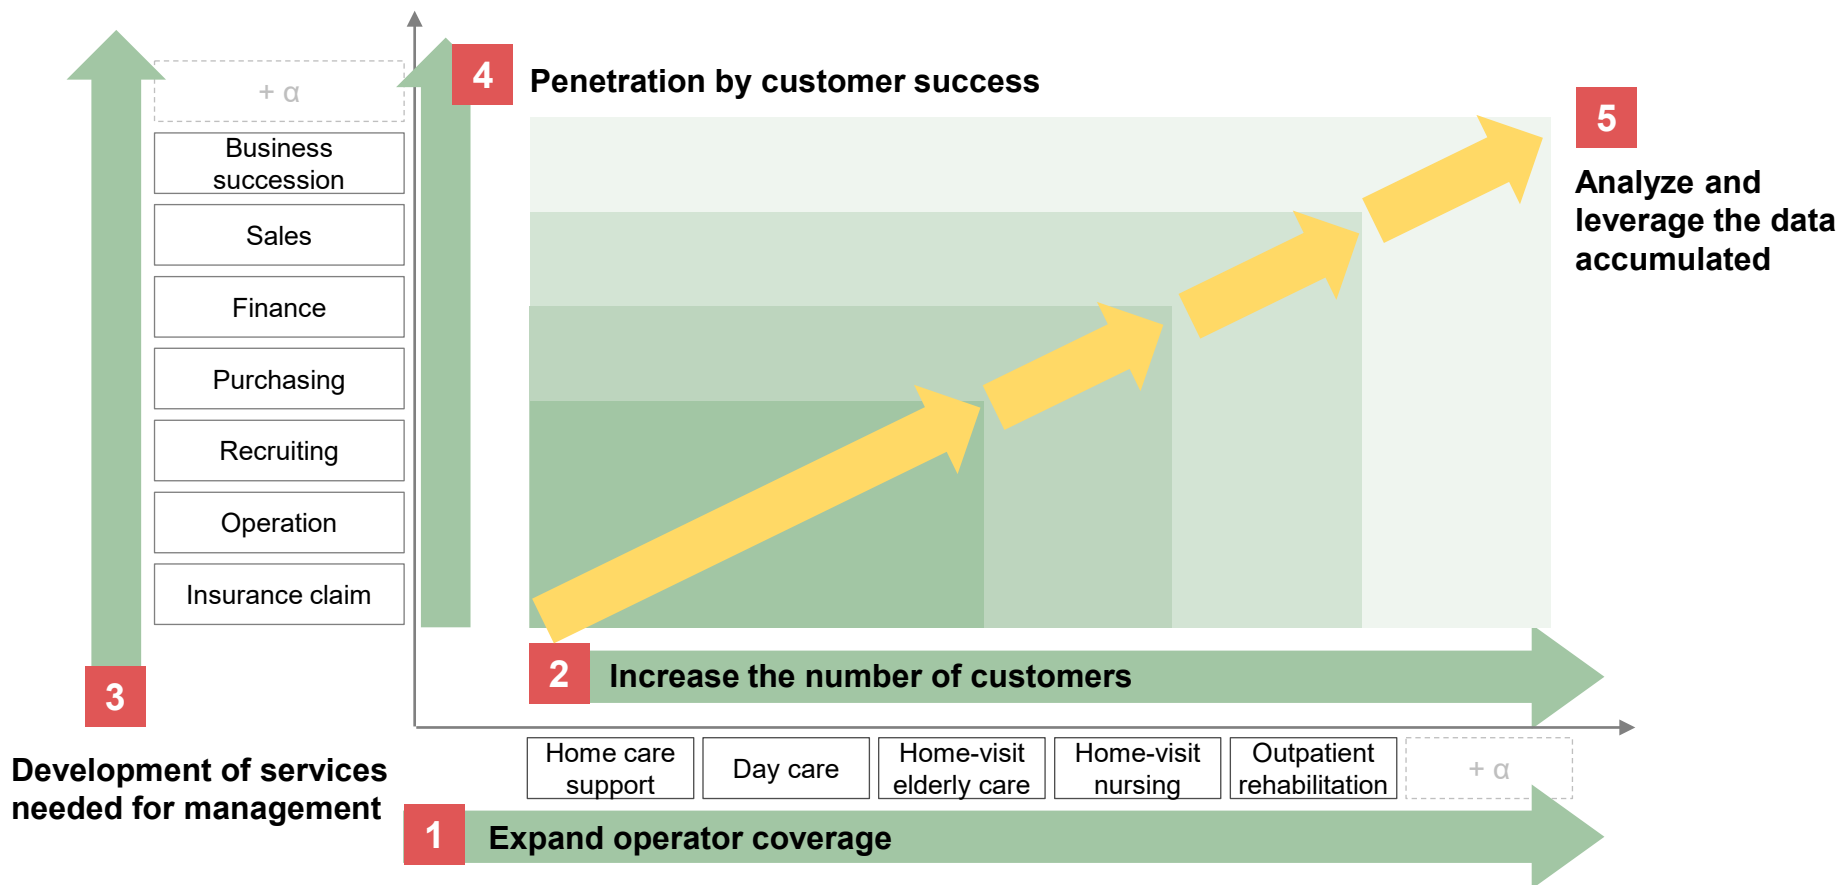 4
Penetration by customer success
5
Analyze and
leverage the data
accumulated
+ α
Business
succession
Sales
Finance
Purchasing
Recruiting
Operation
Insurance claim
3
Development of services
needed for management
2
Increase the number of customers
Home care
support
Day care
Home-visit
elderly care
Home-visit
nursing
Outpatient
rehabilitation
+ α
1
Expand operator coverage